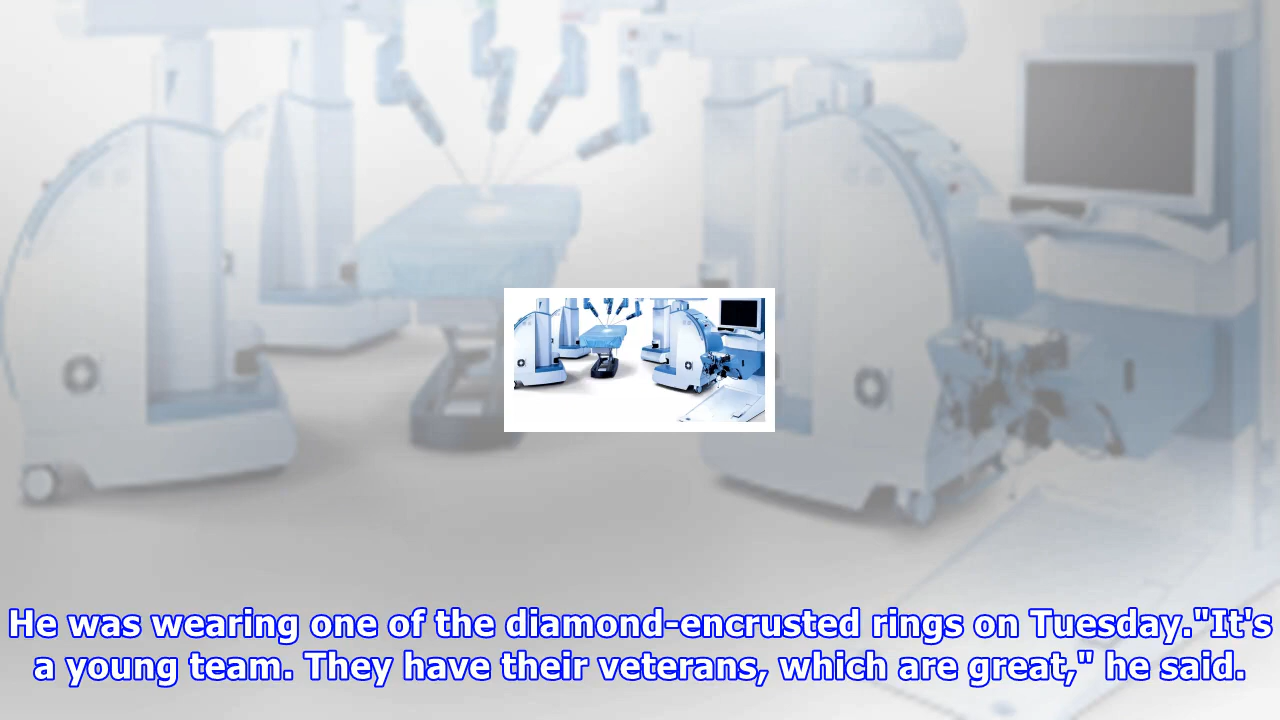 He was wearing one of the diamond-encrusted rings on Tuesday."It's
a young team. They have their veterans, which are great," he said.